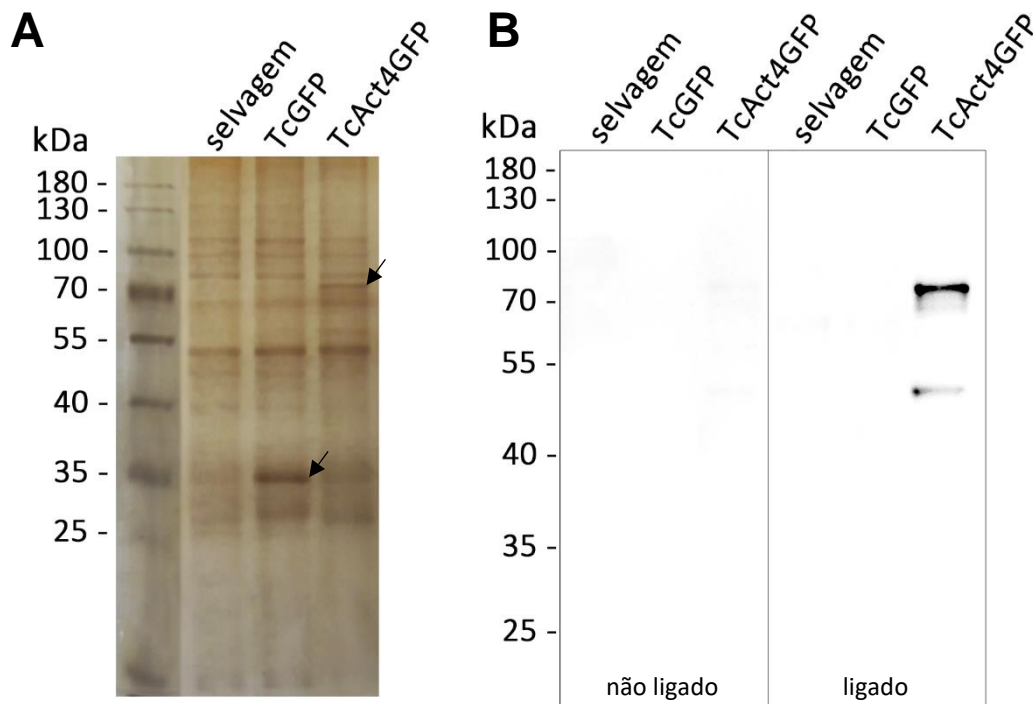 A
selvagem
TcGFP
TcAct4GFP
kDa
180 -
130 -
100 -
70 -
55 -
40 -
35 -
25 -
B
selvagem
TcGFP
TcAct4GFP
selvagem
TcGFP
TcAct4GFP
kDa
180 -
130 -
100 -
70 -
55 -
40 -
35 -
25 -
não ligado
ligado